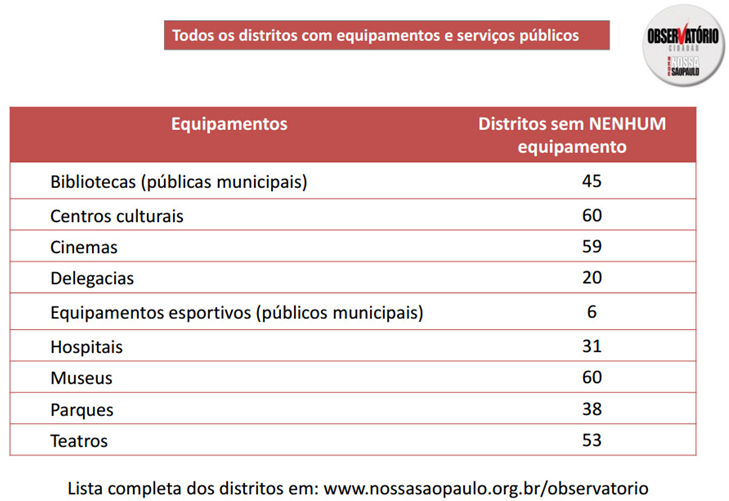 Todos os distritos com equipamentos e serviços públicos
OBSERVATÓRIO
CIDADÃO
REDE
NOSSA
SÃOPAULO
Equipamentos Distritos sem NENHUM
equipamento
Bibliotecas (públicas municipais) 45
Centros culturais 60
Cinemas 59
Delegacias 20
Equipamentos esportivos (públicos municipais) 6
Hospitais 31
Museus 60
Parques 38
Teatros 53
Lista completa dos distritos em: www.nossasaopaulo.org.br/observatorio